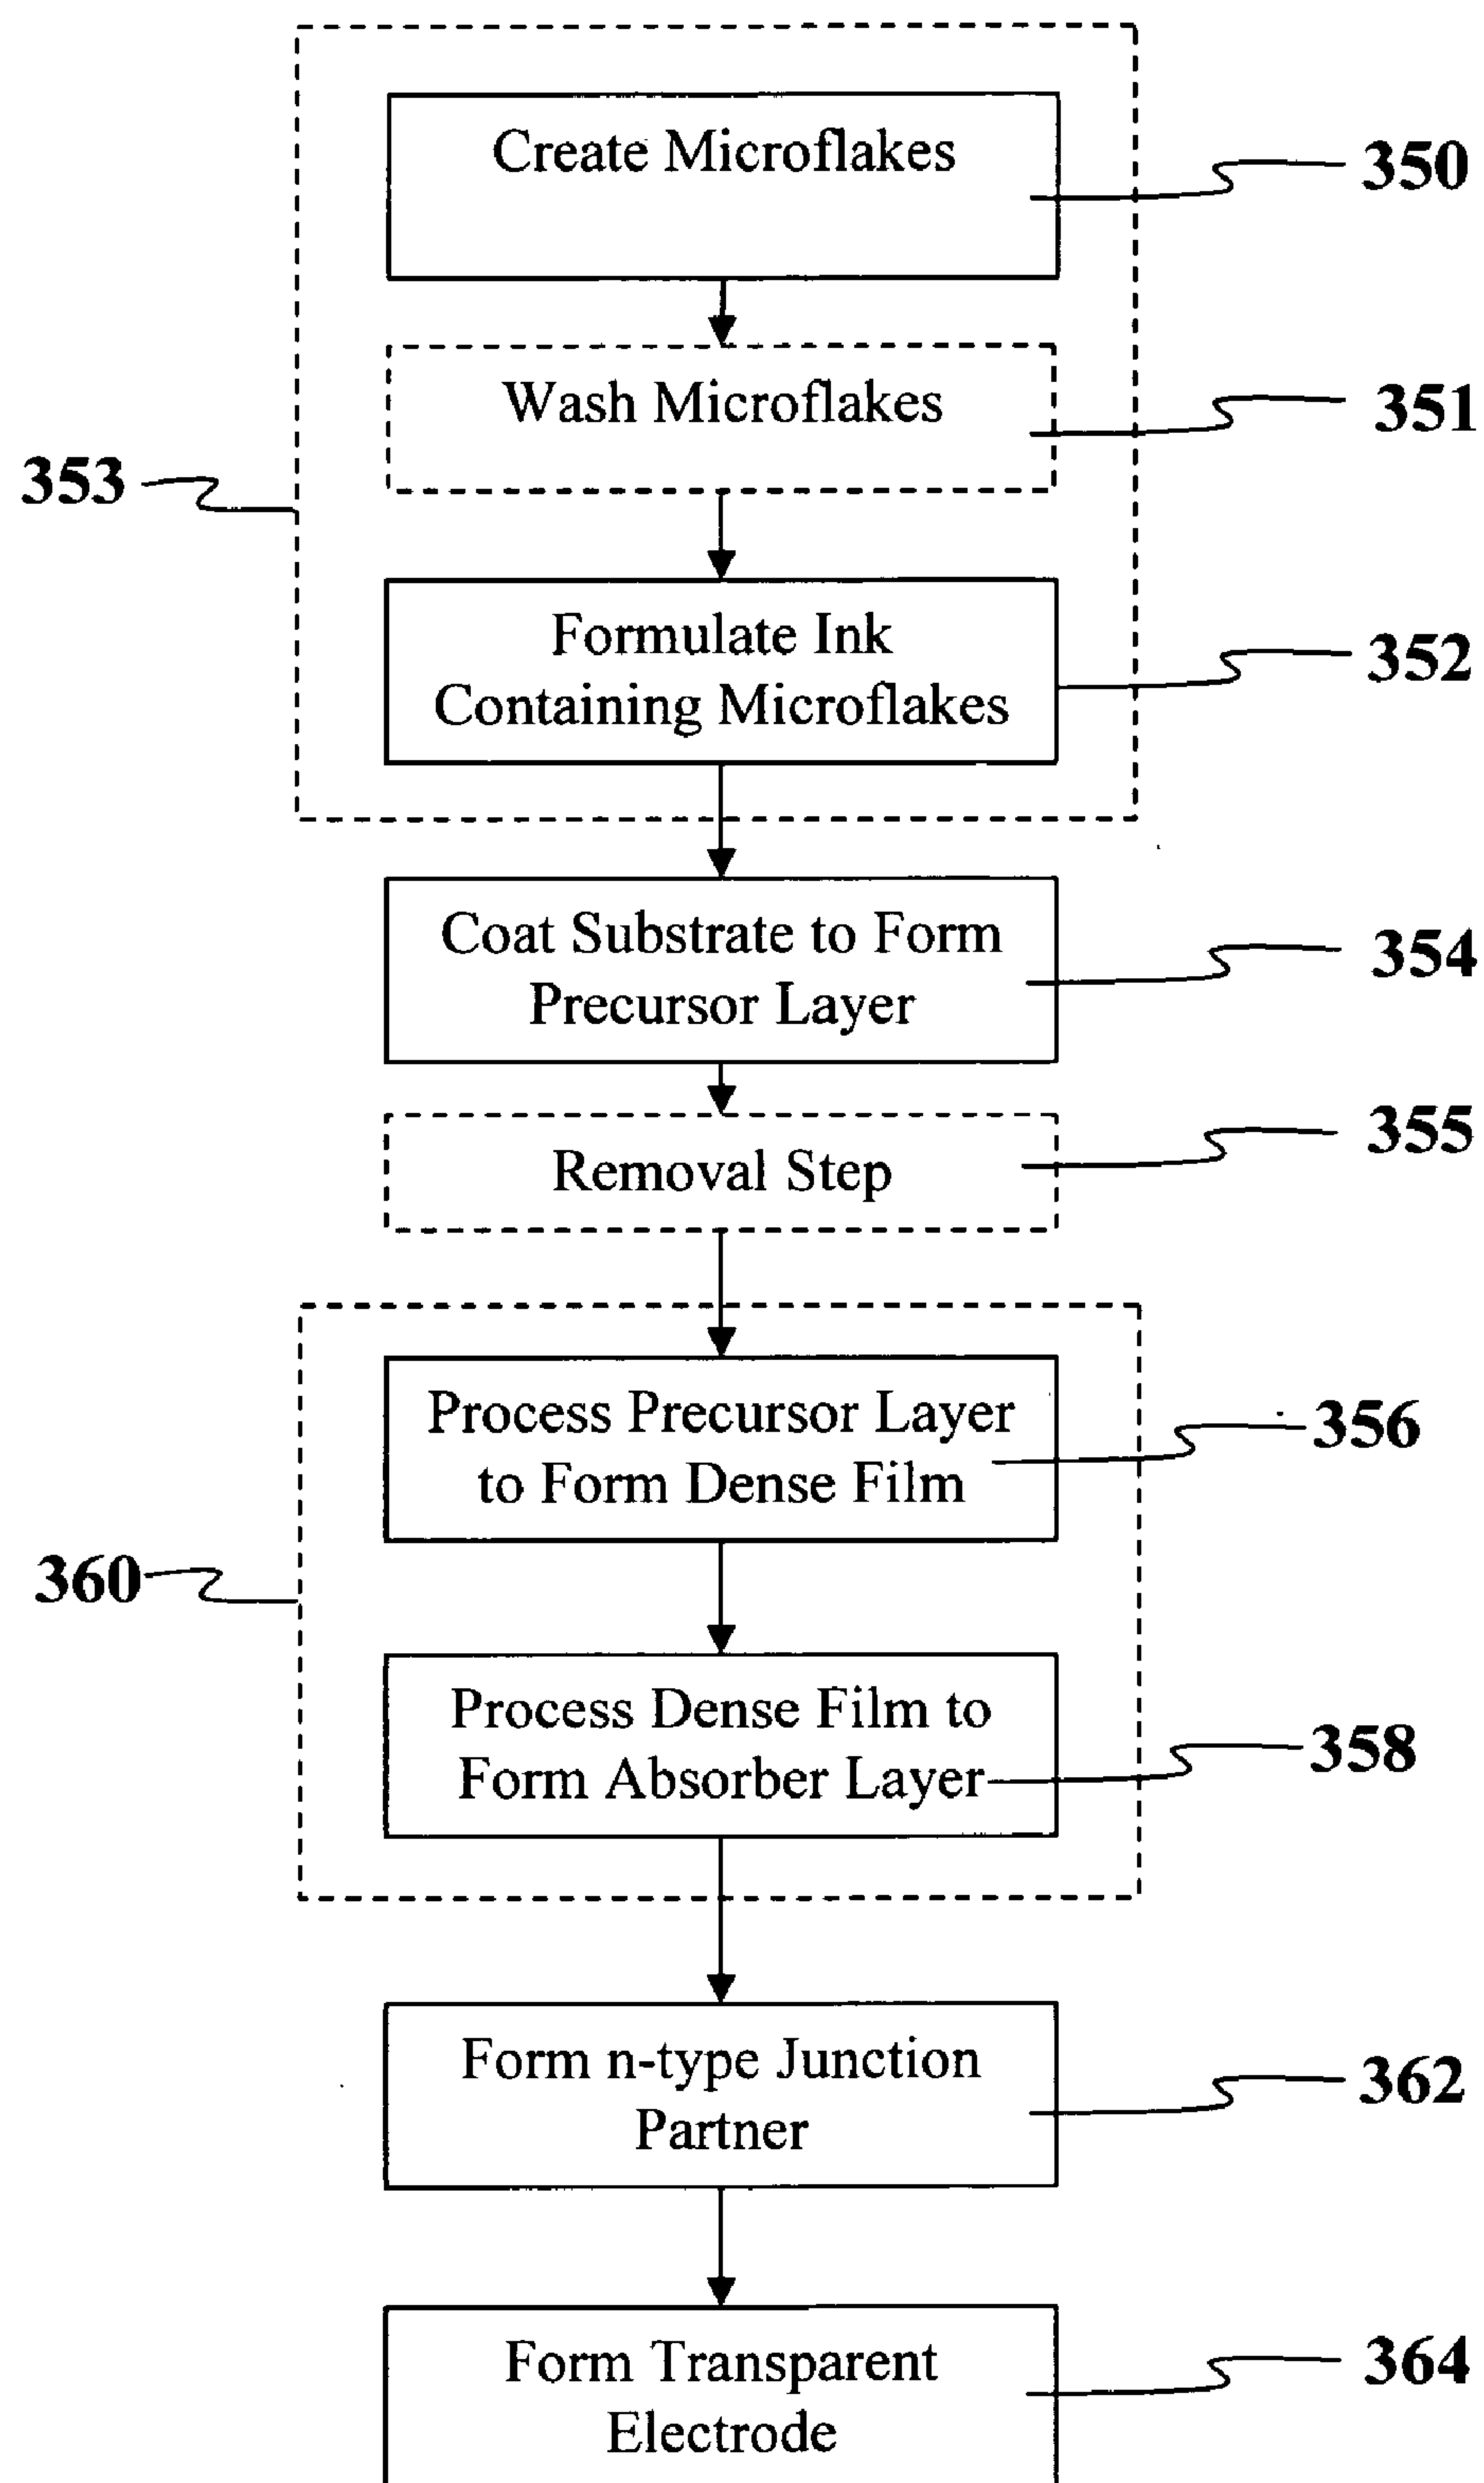 Create Microflakes
350
Wash Microflakes
351
353
Formulate Ink
Containing Microflakes
352
Coat Substrate to Form
Precursor Layer
354
Removal Step
355
Process Precursor Layer
to Form Dense Film
356
360
Process Dense Film to
Form Absorber Layer
358
Form n-type Junction
Partner
362
Form Transparent
Electrode
364